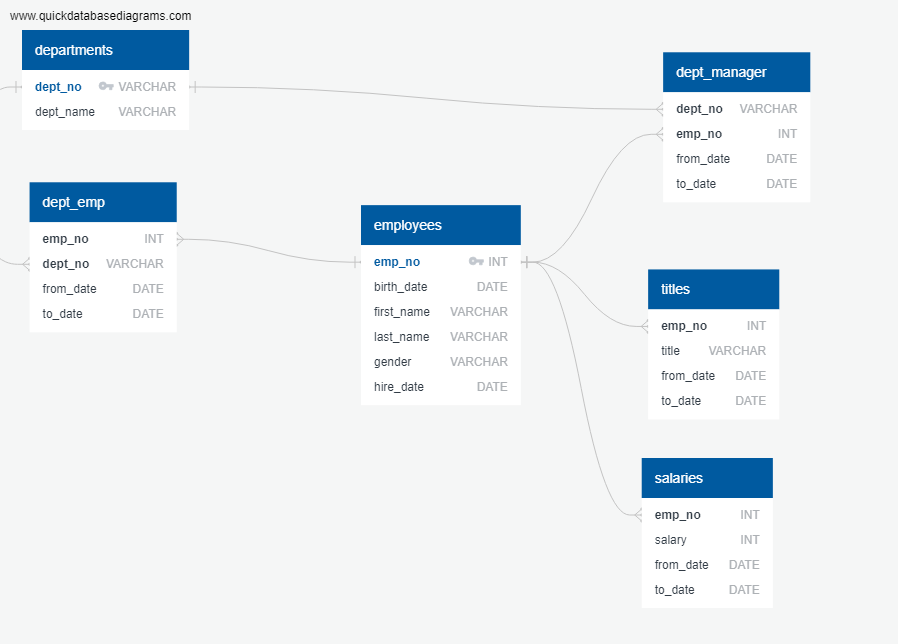 www.quickdatabasediagrams.com
departments
dept_no VARCHAR
dept_name VARCHAR
dept_emp
emp_no INT
dept_no VARCHAR
from_date DATE
to_date DATE
employees
emp_no INT
birth_date DATE
first_name VARCHAR
last_name VARCHAR
gender VARCHAR
hire_date DATE
dept_manager
dept_no VARCHAR
emp_no INT
from_date DATE
to_date DATE
titles
emp_no INT
title VARCHAR
from_date DATE
to_date DATE
salaries
emp_no INT
salary INT
from_date DATE
to_date DATE